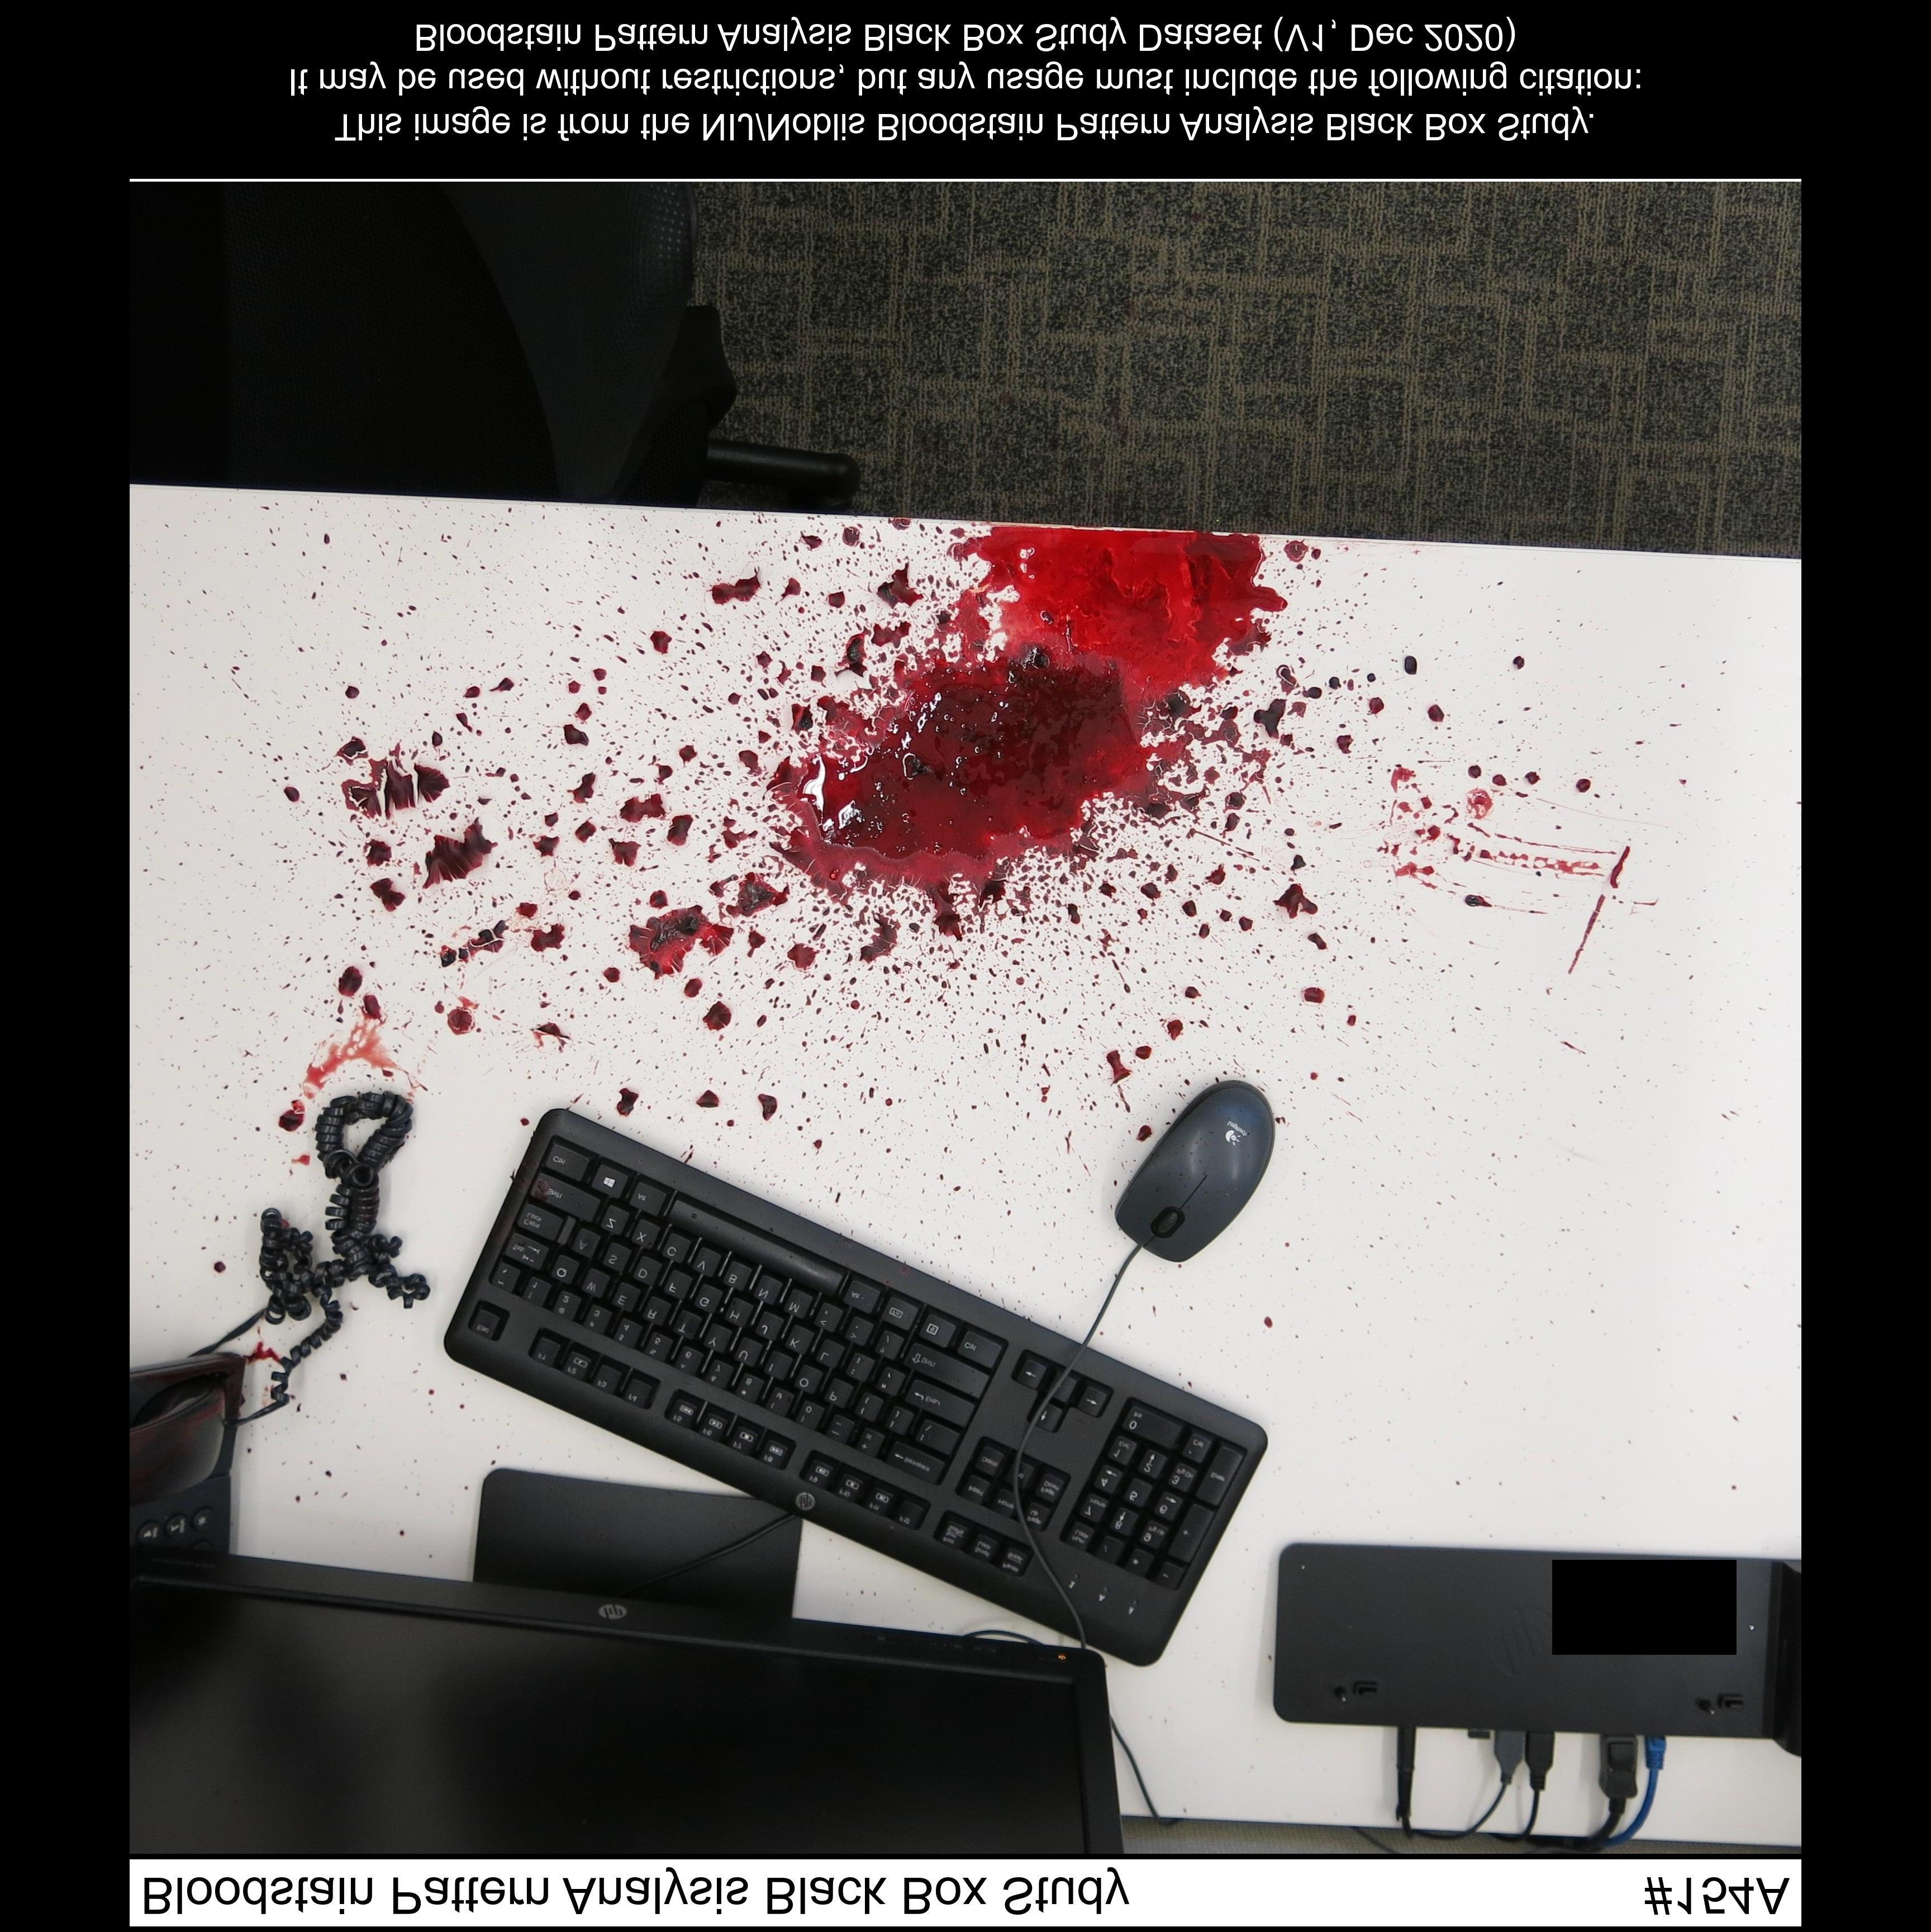 Bloodstain Pattern Analysis Black Box Study #154A
hp
hp
This image is from the NIJ/Noblis Bloodstain Pattern Analysis Black Box Study.
It may be used without restrictions, but any usage must include the following citation:
Bloodstain Pattern Analysis Black Box Study Dataset (V1, Dec 2020)